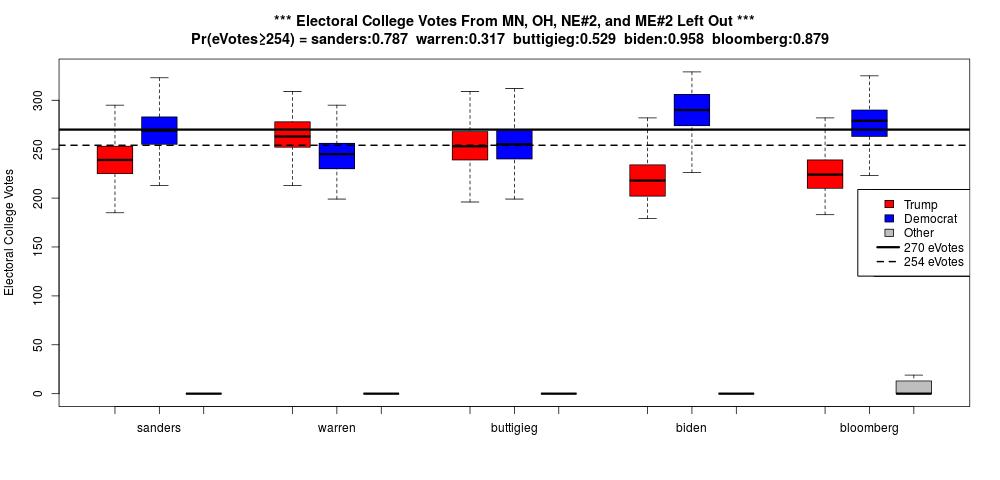 *** Electoral College Votes From MN, OH, NE#2, and ME#2 Left Out ***
Pr(eVotes≥254) = sanders:0.787 warren:0.317 buttigieg:0.529 biden:0.958 bloomberg:0.879
Electoral College Votes
300
250
200
150
100
50
0
Trump
Democrat
Other
270 eVotes
254 eVotes
sanders
warren
buttigieg
biden
bloomberg